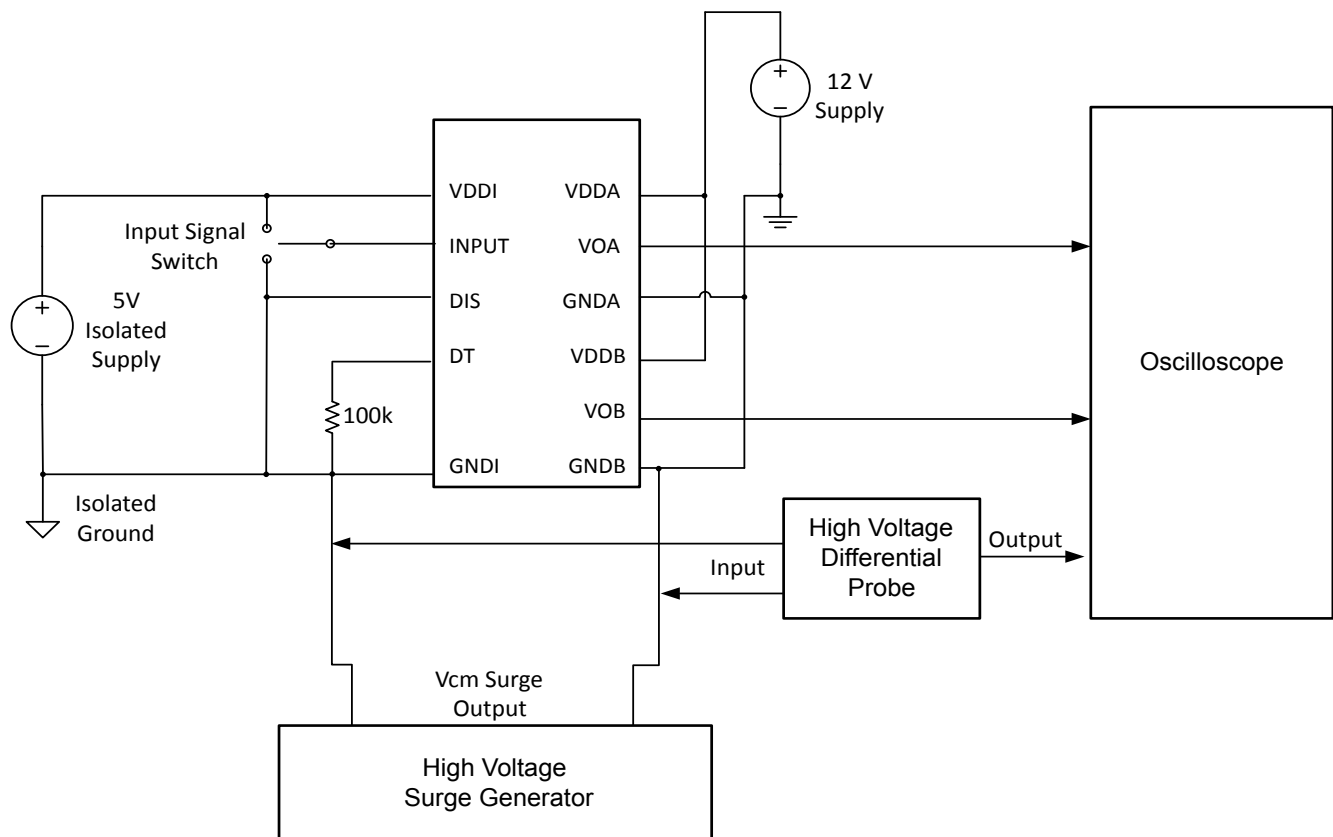 12 V
Supply
VDDI
VDDA
Input Signal
Switch
INPUT
VOA
5V
Isolated
Supply
+
−
+
−
DIS
GNDA
DT
VDDB
Oscilloscope
100k
VOB
GNDI
GNDB
Isolated
Ground
High Voltage
Differential
Probe
Input
Output
Vcm Surge
Output
High Voltage
Surge Generator